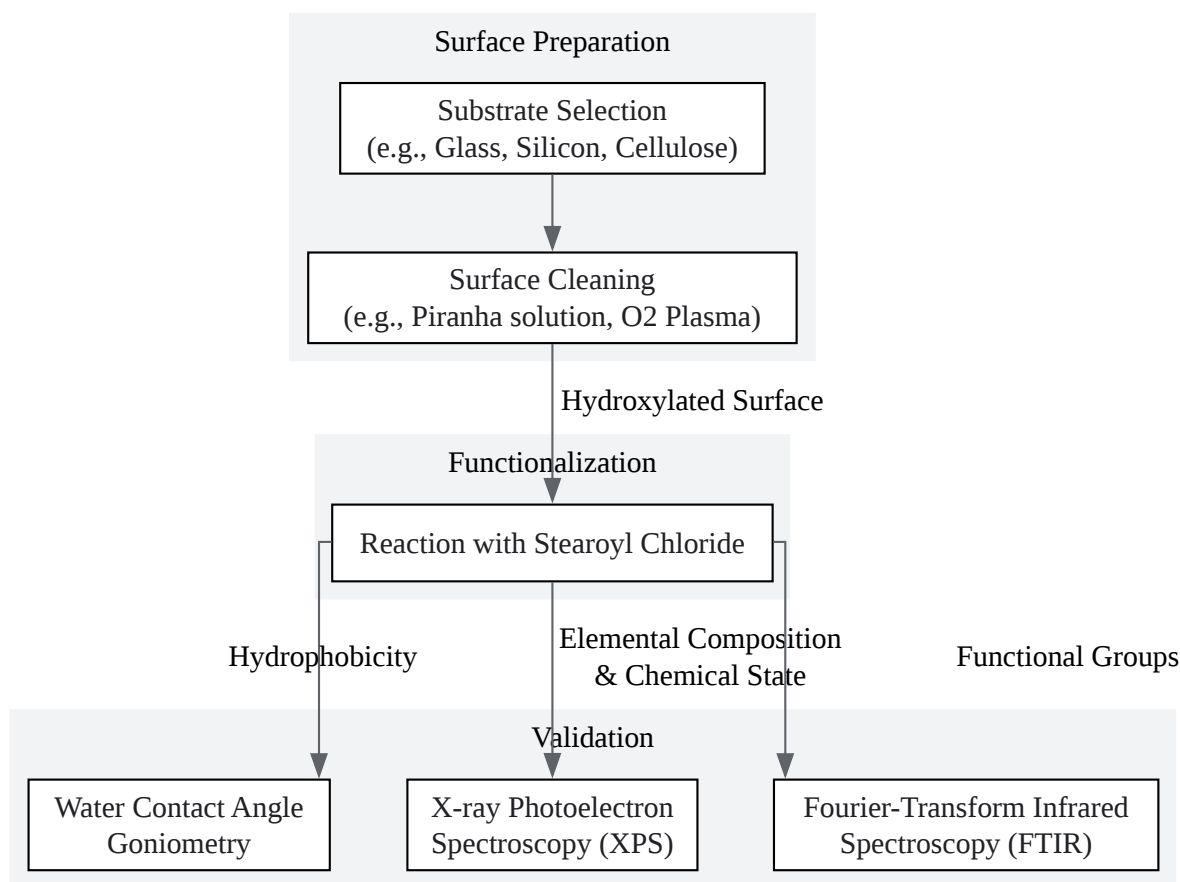 Surface Preparation
Substrate Selection
(e.g., Glass, Silicon, Cellulose)
Surface Cleaning
(e.g., Piranha solution, O2 Plasma)
Hydroxylated Surface
Functionalization
Reaction with Stearoyl Chloride
Hydrophobicity
Elemental Composition
& Chemical State
Functional Groups
Validation
Water Contact Angle
Goniometry
X-ray Photoelectron
Spectroscopy (XPS)
Fourier-Transform Infrared
Spectroscopy (FTIR)